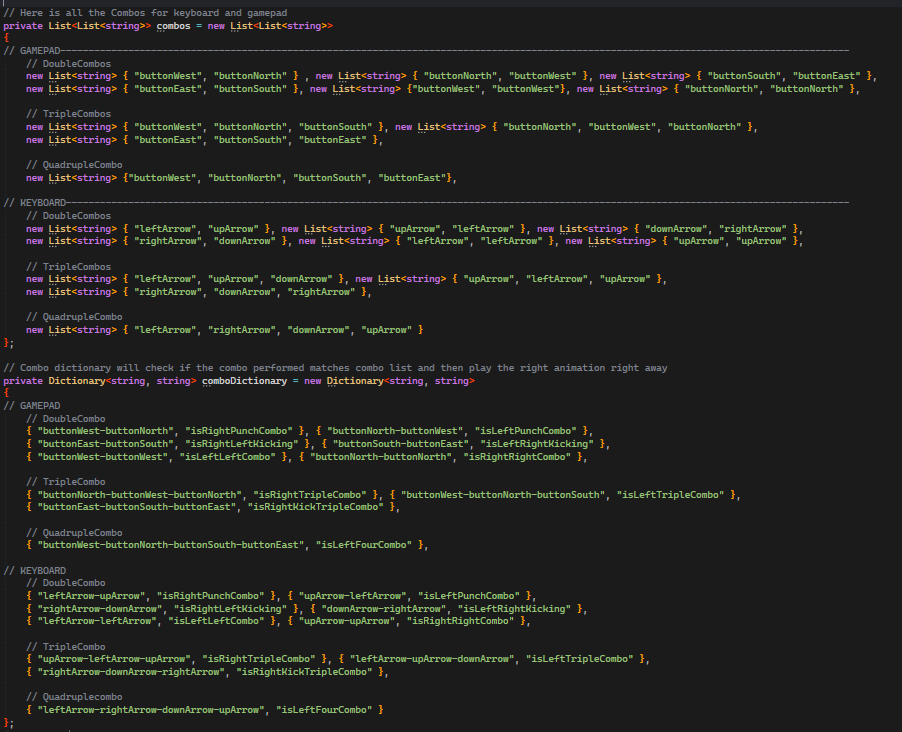 // Here is all the Combos for keyboard and gamepad
private List<List<string>> combos = new List<List<string>>
{
// GAMEPAD------------------------------------------------------------------------------------------------------------------------------------------
// DoubleCombos
new List<string> { "buttonWest", "buttonNorth" } , new List<string> { "buttonNorth", "buttonWest" }, new List<string> { "buttonSouth", "buttonEast" },
new List<string> { "buttonEast", "buttonSouth" }, new List<string> {"buttonWest", "buttonWest"}, new List<string> { "buttonNorth", "buttonNorth" },
// TripleCombos
new List<string> { "buttonWest", "buttonNorth", "buttonSouth" }, new List<string> { "buttonNorth", "buttonWest", "buttonNorth" },
new List<string> { "buttonEast", "buttonSouth", "buttonEast" },
// QuadrupleCombo
new List<string> {"buttonWest", "buttonNorth", "buttonSouth", "buttonEast"},
// KEYBOARD-----------------------------------------------------------------------------------------------------------------------------------------
// DoubleCombos
new List<string> { "leftArrow", "upArrow" }, new List<string> { "upArrow", "leftArrow" }, new List<string> { "downArrow", "rightArrow" },
new List<string> { "rightArrow", "downArrow" }, new List<string> { "leftArrow", "leftArrow" }, new List<string> { "upArrow", "upArrow" },
// TripleCombos
new List<string> { "leftArrow", "upArrow", "downArrow" }, new List<string> { "upArrow", "leftArrow", "upArrow" },
new List<string> { "rightArrow", "downArrow", "rightArrow" },
// QuadrupleCombo
new List<string> { "leftArrow", "rightArrow", "downArrow", "upArrow" }
};
// Combo dictionary will check if the combo performed matches combo list and then play the right animation right away
private Dictionary<string, string> comboDictionary = new Dictionary<string, string>
{
// GAMEPAD
// DoubleCombo
{ "buttonWest-buttonNorth", "isRightPunchCombo" }, { "buttonNorth-buttonWest", "isLeftPunchCombo" },
{ "buttonEast-buttonSouth", "isRightLeftKicking" }, { "buttonSouth-buttonEast", "isLeftRightKicking" },
{ "buttonWest-buttonWest", "isLeftLeftCombo" }, { "buttonNorth-buttonNorth", "isRightRightCombo" },
// TripleCombo
{ "buttonNorth-buttonWest-buttonNorth", "isRightTripleCombo" }, { "buttonWest-buttonNorth-buttonSouth", "isLeftTripleCombo" },
{ "buttonEast-buttonSouth-buttonEast", "isRightKickTripleCombo" },
// QuadrupleCombo
{ "buttonWest-buttonNorth-buttonSouth-buttonEast", "isLeftFourCombo" },
// KEYBOARD
// DoubleCombo
{ "leftArrow-upArrow", "isRightPunchCombo" }, { "upArrow-leftArrow", "isLeftPunchCombo" },
{ "rightArrow-downArrow", "isRightLeftKicking" }, { "downArrow-rightArrow", "isLeftRightKicking" },
{ "leftArrow-leftArrow", "isLeftLeftCombo" }, { "upArrow-upArrow", "isRightRightCombo" },
// TripleCombo
{ "upArrow-leftArrow-upArrow", "isRightTripleCombo" }, { "leftArrow-upArrow-downArrow", "isLeftTripleCombo" },
{ "rightArrow-downArrow-rightArrow", "isRightKickTripleCombo" },
// Quadruplecombo
{ "leftArrow-rightArrow-downArrow-upArrow", "isLeftFourCombo" }
};